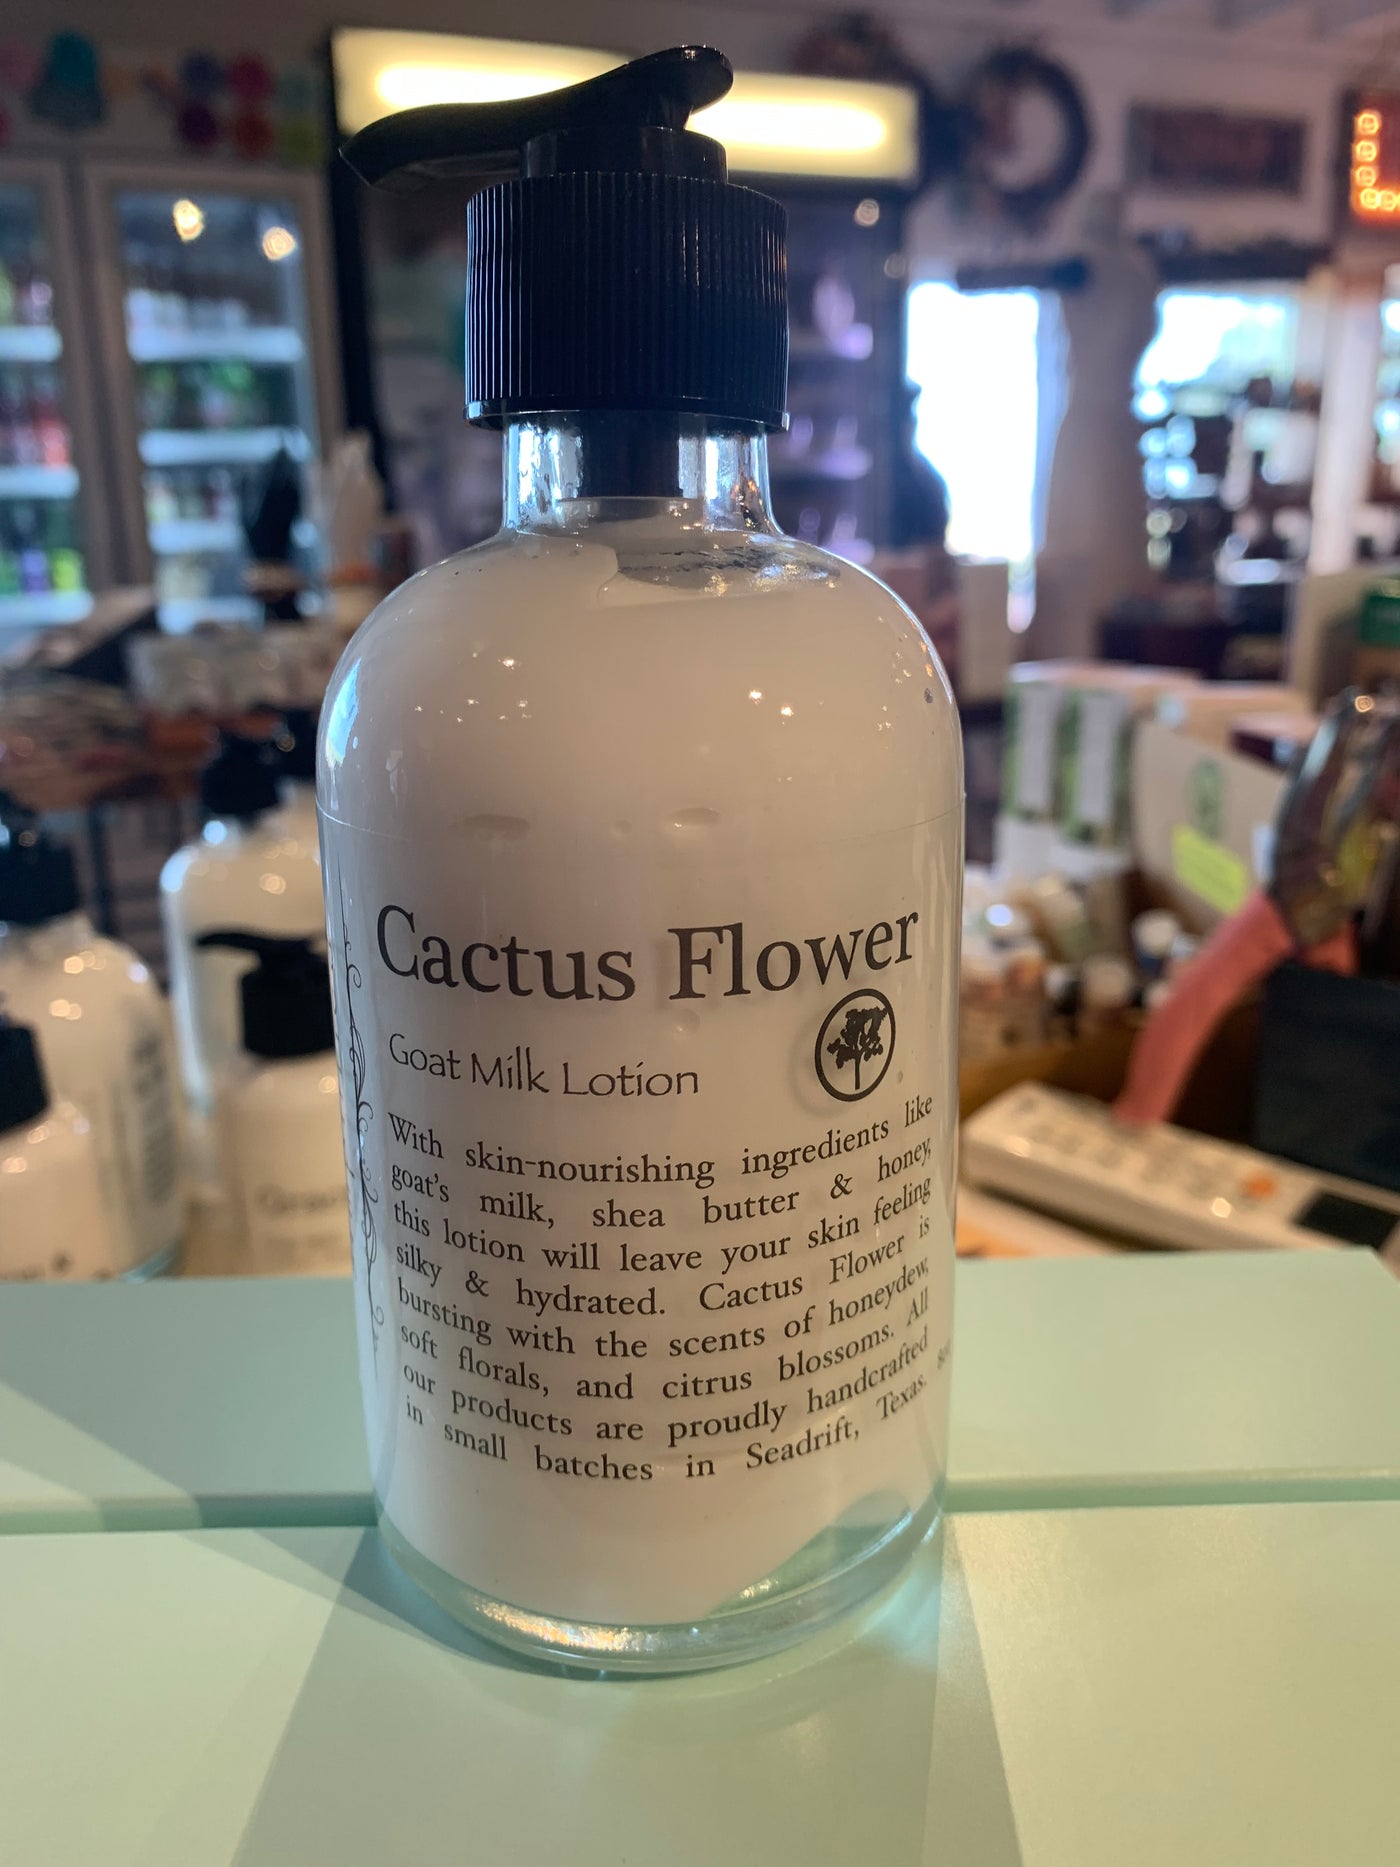 Cactus Flower
Goat Milk Lotion
With skin-nourishing ingredients like
goat's milk, shea butter & honey,
this lotion will leave your skin feeling
silky & hydrated. Cactus Flower is
bursting with the scents of honeydew,
soft florals, and citrus blossoms. All
our products are proudly handcrafted
in small batches in Seadrift, Texas.